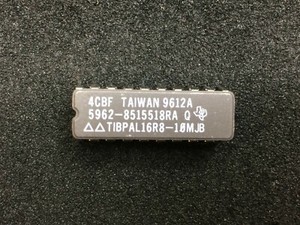 4CBF TAIWAN 9612A
5962-8515518RA Q
△△TIBPAL16R8-10MJB